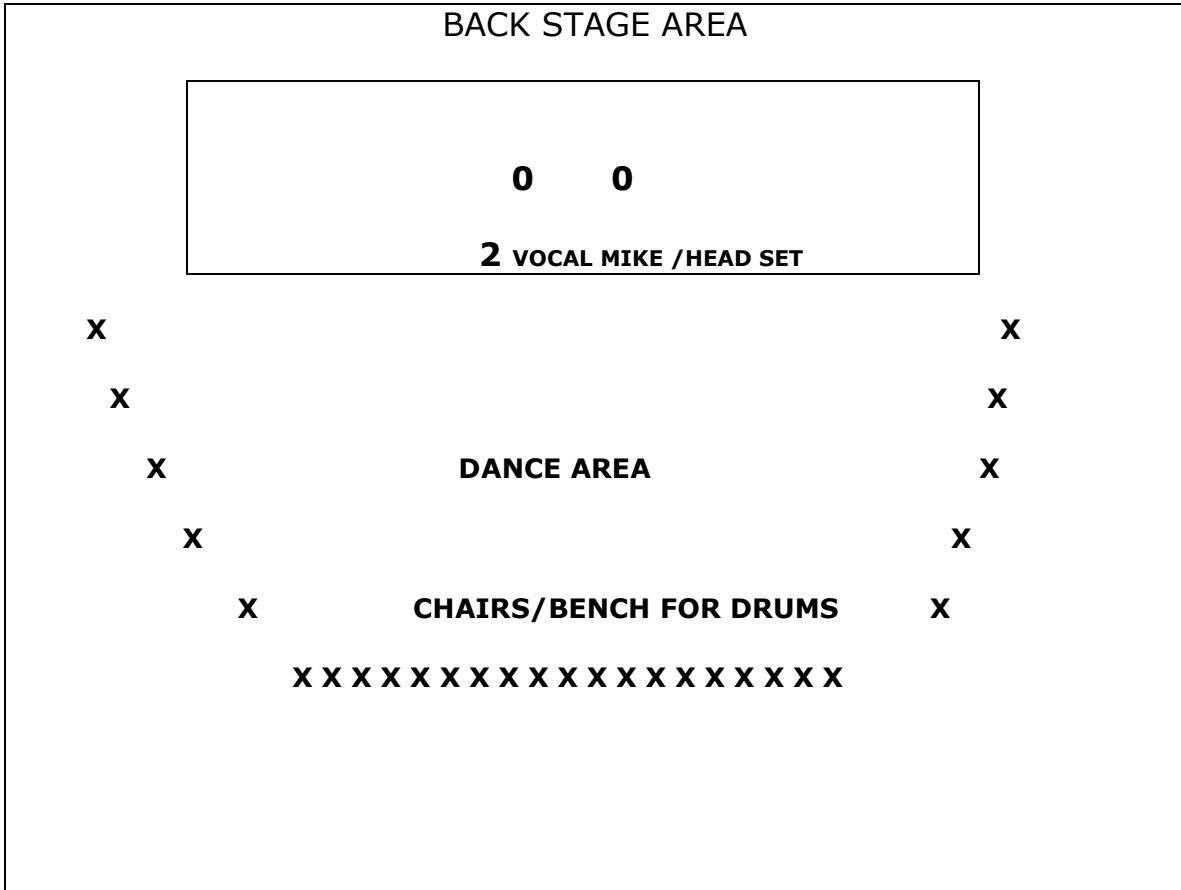 BACK STAGE AREA
0 0
2 VOCAL MIKE /HEAD SET
X X
X X
X DANCE AREA X
X X
X CHAIRS/BENCH FOR DRUMS X
X X X X X X X X X X X X X X X X X X X